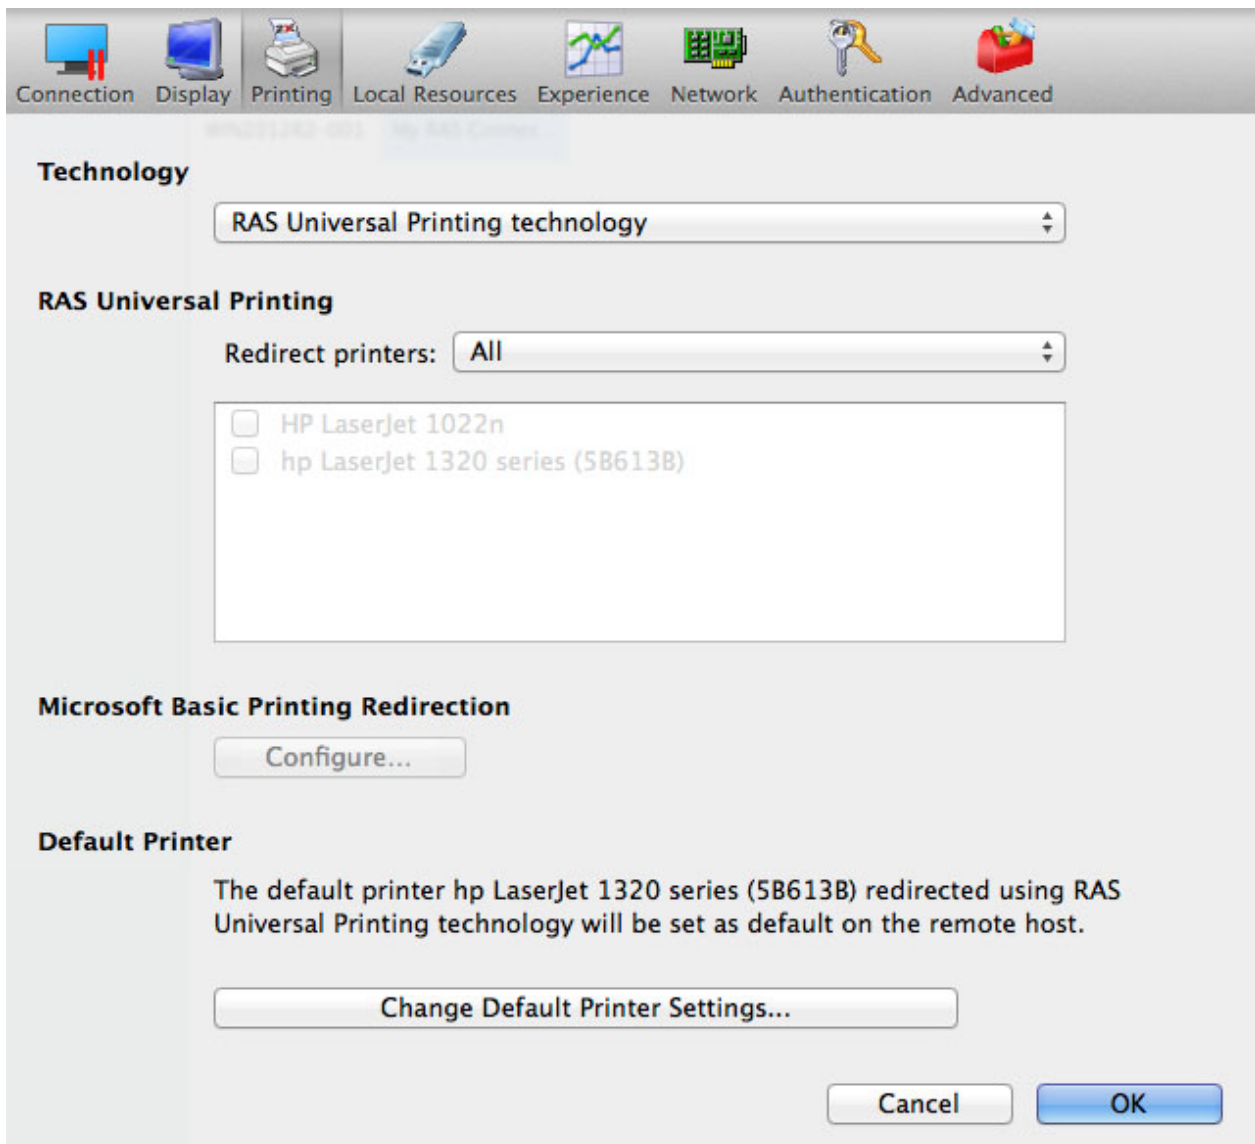 Connection Display Printing Local Resources Experience Network Authentication Advanced
Technology
RAS Universal Printing technology
RAS Universal Printing
Redirect printers: All
HP LaserJet 1022n
hp LaserJet 1320 series (5B613B)
Microsoft Basic Printing Redirection
Configure...
Default Printer
The default printer hp LaserJet 1320 series (5B613B) redirected using RAS
Universal Printing technology will be set as default on the remote host.
Change Default Printer Settings...
Cancel OK